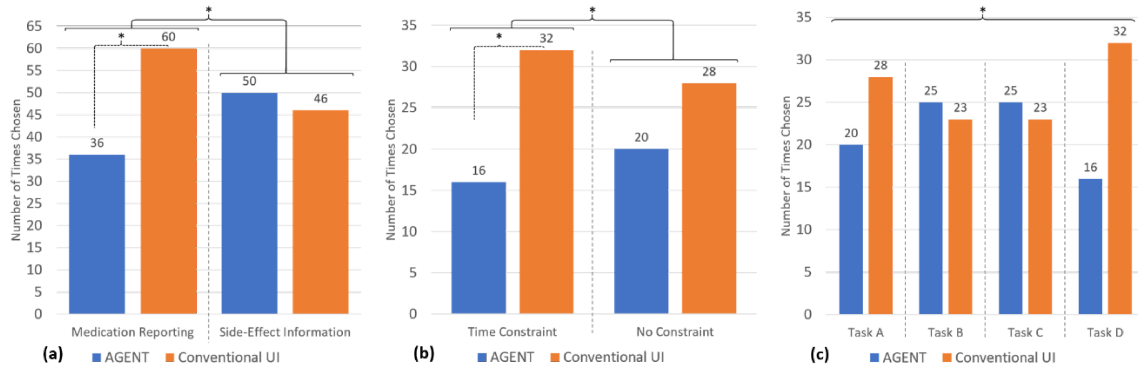 *
*
65
60
55
50
45
40
35
30
25
20
15
10
5
0
Number of Times Chosen
36
60
50
46
Medication Reporting
Side-Effect Information
(a)
AGENT
Conventional UI
*
*
35
30
25
20
15
10
5
0
Number of Times Chosen
16
32
20
28
Time Constraint
No Constraint
(b)
AGENT
Conventional UI
*
35
30
25
20
15
10
5
0
Number of Times Chosen
20
28
25
23
25
23
16
32
Task A
Task B
Task C
Task D
(c)
AGENT
Conventional UI